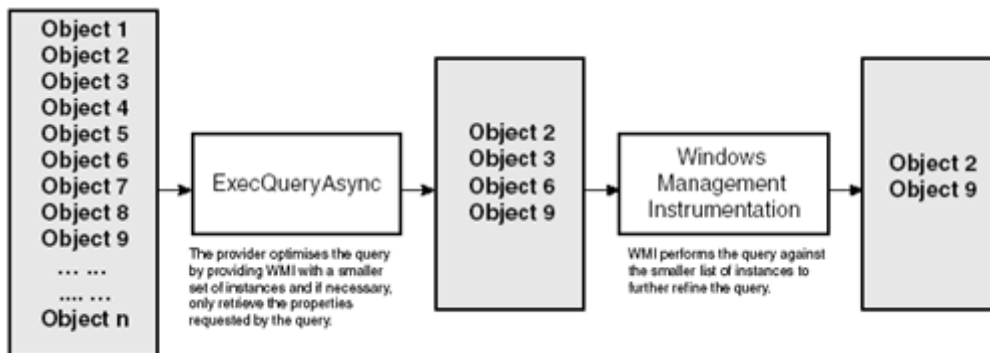 Object 1
Object 2
Object 3
Object 4
Object 5
Object 6
Object 7
Object 8
Object 9
... ...
.... ...
Object n
ExecQueryAsync
The provider optimises the query
by providing WMI with a smaller
set of instances and if necessary,
only retrieve the properties
requested by the query.
Object 2
Object 3
Object 6
Object 9
Windows
Management
Instrumentation
WMI performs the query against
the smaller list of instances to
further refine the query.
Object 2
Object 9